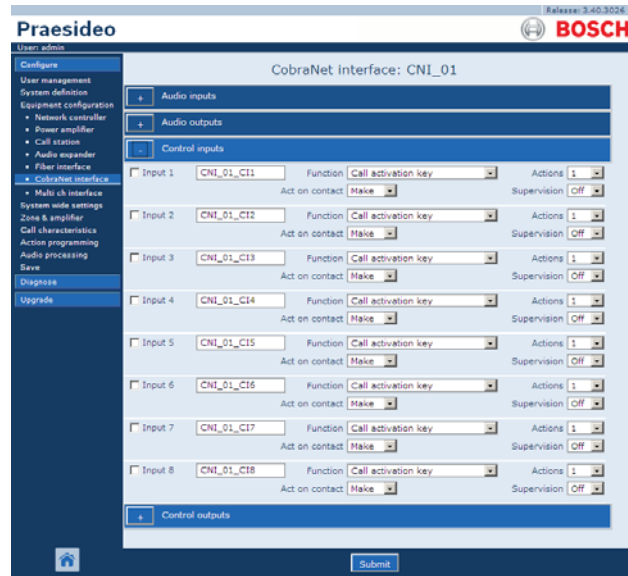 Release: 3.40.3026
Praesideo
BOSCH
User: admin
Configure
User management
System definition
Equipment configuration
• Network controller
• Power amplifier
• Call station
• Audio expander
• Fiber interface
• CobraNet interface
• Multi ch interface
System wide settings
Zone & amplifier
Call characteristics
Action programming
Audio processing
Save
Diagnose
Upgrade
CobraNet interface: CNI_01
+ Audio inputs
+ Audio outputs
- Control inputs
Input 1 CNI_01_CI1 Function Call activation key Actions 1
Act on contact Make Supervision Off
Input 2 CNI_01_CI2 Function Call activation key Actions 1
Act on contact Make Supervision Off
Input 3 CNI_01_CI3 Function Call activation key Actions 1
Act on contact Make Supervision Off
Input 4 CNI_01_CI4 Function Call activation key Actions 1
Act on contact Make Supervision Off
Input 5 CNI_01_CI5 Function Call activation key Actions 1
Act on contact Make Supervision Off
Input 6 CNI_01_CI6 Function Call activation key Actions 1
Act on contact Make Supervision Off
Input 7 CNI_01_CI7 Function Call activation key Actions 1
Act on contact Make Supervision Off
Input 8 CNI_01_CI8 Function Call activation key Actions 1
Act on contact Make Supervision Off
+ Control outputs
Submit